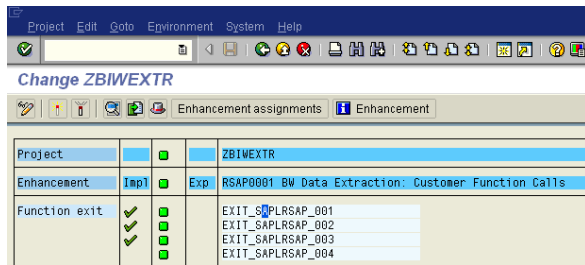 Project Edit Goto Environment System Help
Change ZBIWEXTR
Enhancement assignments Enhancement
Project ZBIWEXTR
Enhancement Impl Exp RSAP0001 BW Data Extraction: Customer Function Calls
Function exit EXIT_SAPLRSAP_001
EXIT_SAPLRSAP_002
EXIT_SAPLRSAP_003
EXIT_SAPLRSAP_004